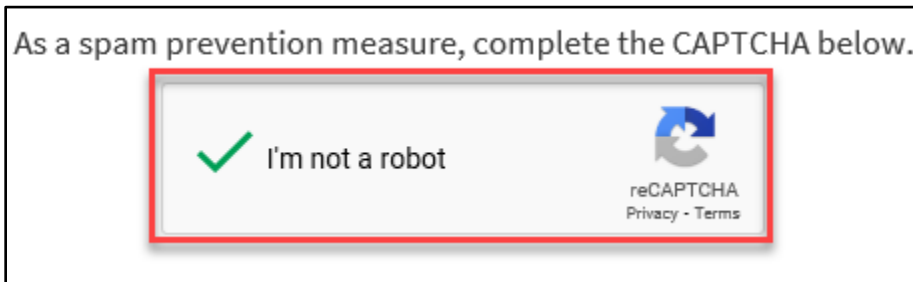 As a spam prevention measure, complete the CAPTCHA below.
I'm not a robot
reCAPTCHA
Privacy - Terms